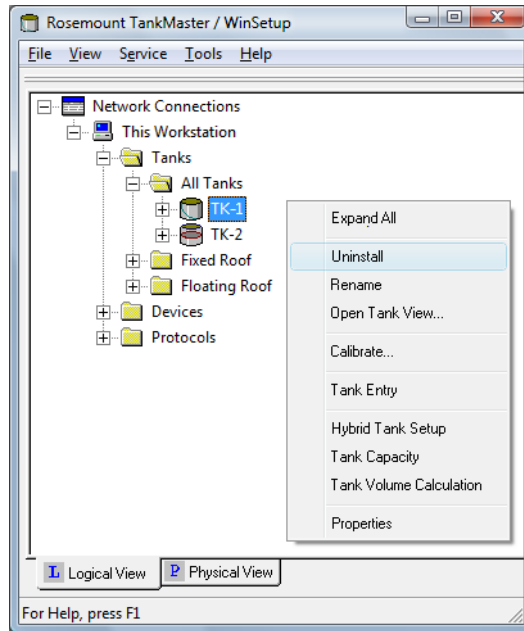 Rosemount TankMaster / WinSetup
File View Service Tools Help
Network Connections
This Workstation
Tanks
All Tanks
TK-1
TK-2
Fixed Roof
Floating Roof
Devices
Protocols
Expand All
Uninstall
Rename
Open Tank View...
Calibrate...
Tank Entry
Hybrid Tank Setup
Tank Capacity
Tank Volume Calculation
Properties
L Logical View P Physical View
For Help, press F1